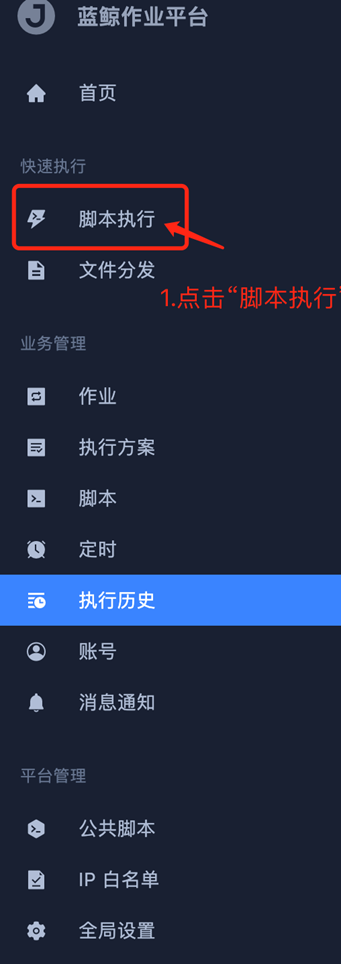 J 蓝鲸作业平台
首页
快速执行
脚本执行
文件分发
1.点击“脚本执行”
业务管理
作业
执行方案
脚本
定时
执行历史
账号
消息通知
平台管理
公共脚本
IP 白名单
全局设置